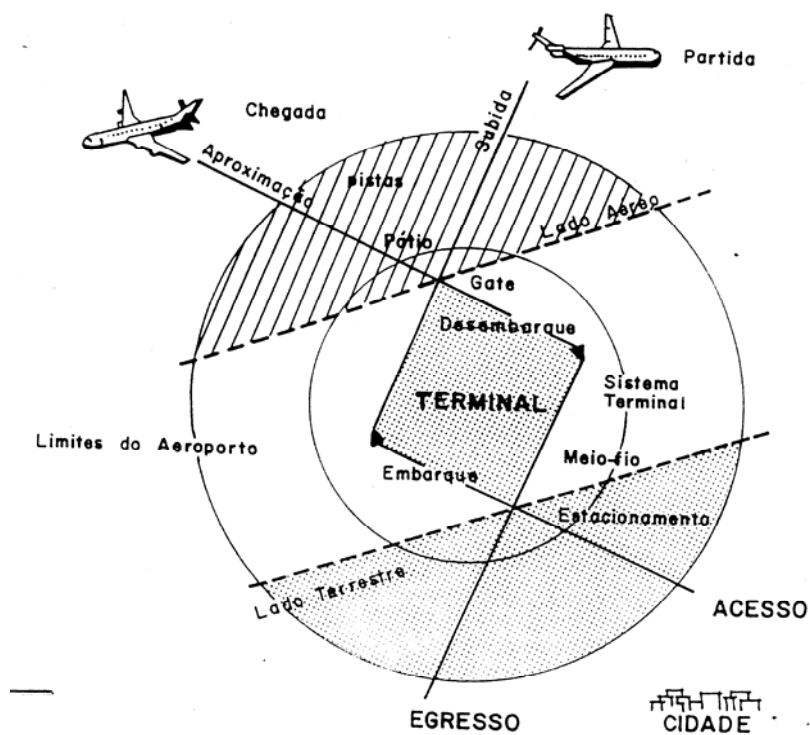 Partida
Chegada
Subida
Aproximação
pistas
Lado Aéreo
Pátio
Gate
Desembarque
TERMINAL
Sistema
Terminal
Limites do Aeroporto
Meio-fio
Embarque
Estacionamento
Lado Terrestre
ACESSO
EGRESSO
CIDADE